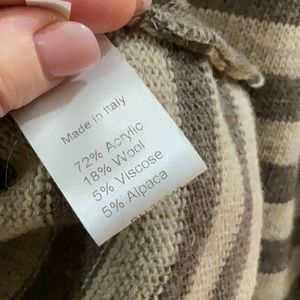 Made in Italy
72% Acrylic
18% Wool
5% Viscose
5% Alpaca